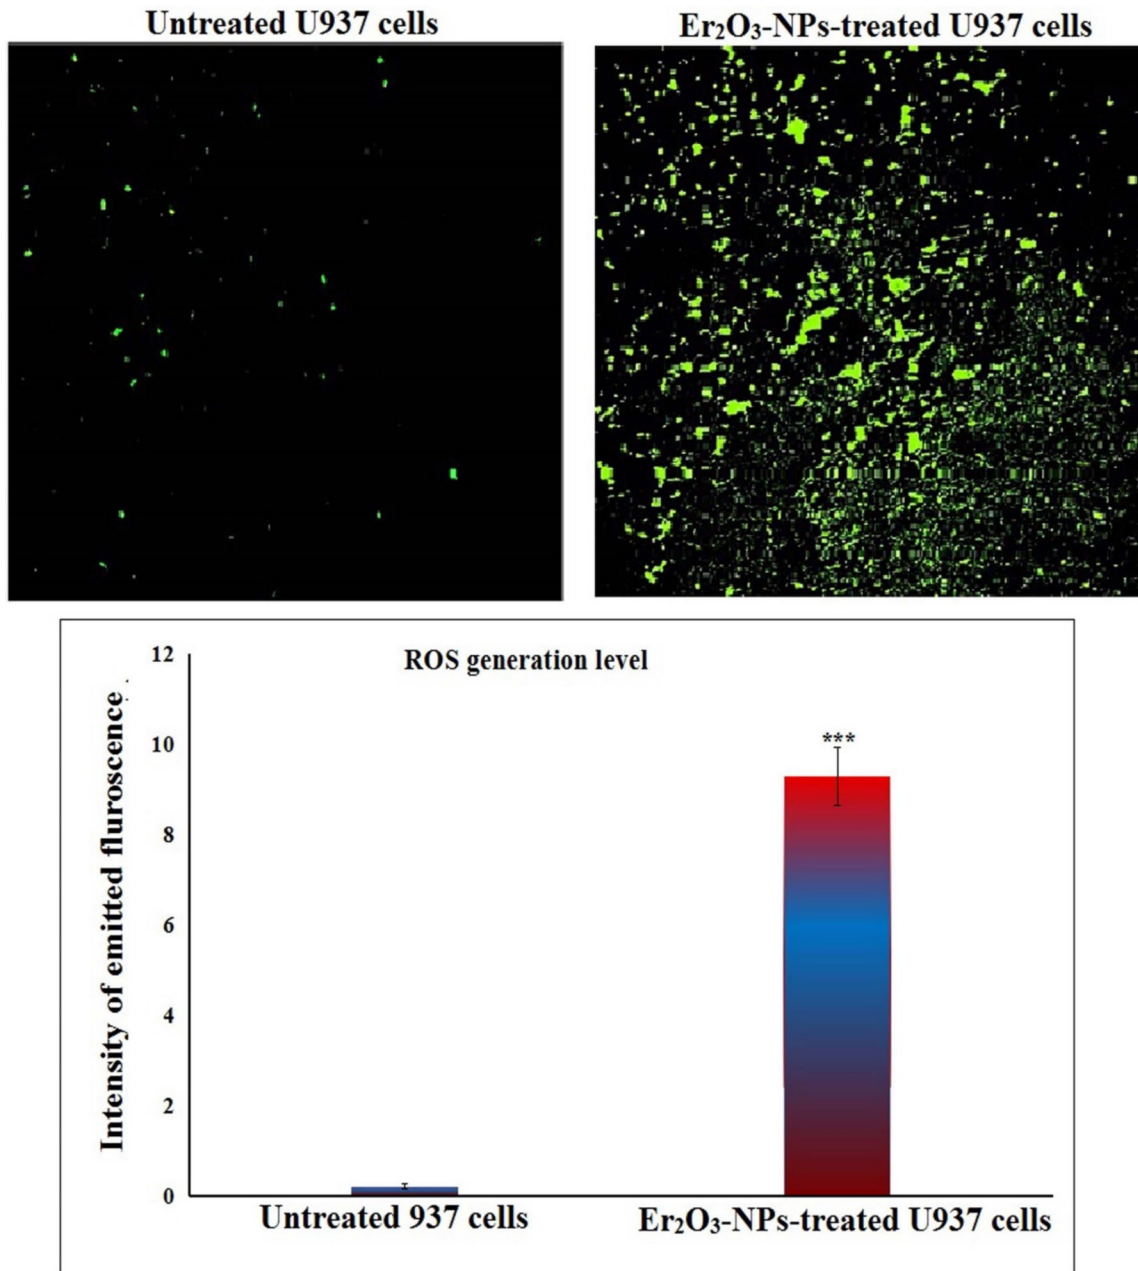 Untreated U937 cells
Er₂O₃-NPs-treated U937 cells
ROS generation level
Intensity of emitted fluroscence
12
10
8
6
4
2
0
***
Untreated 937 cells
Er₂O₃-NPs-treated U937 cells